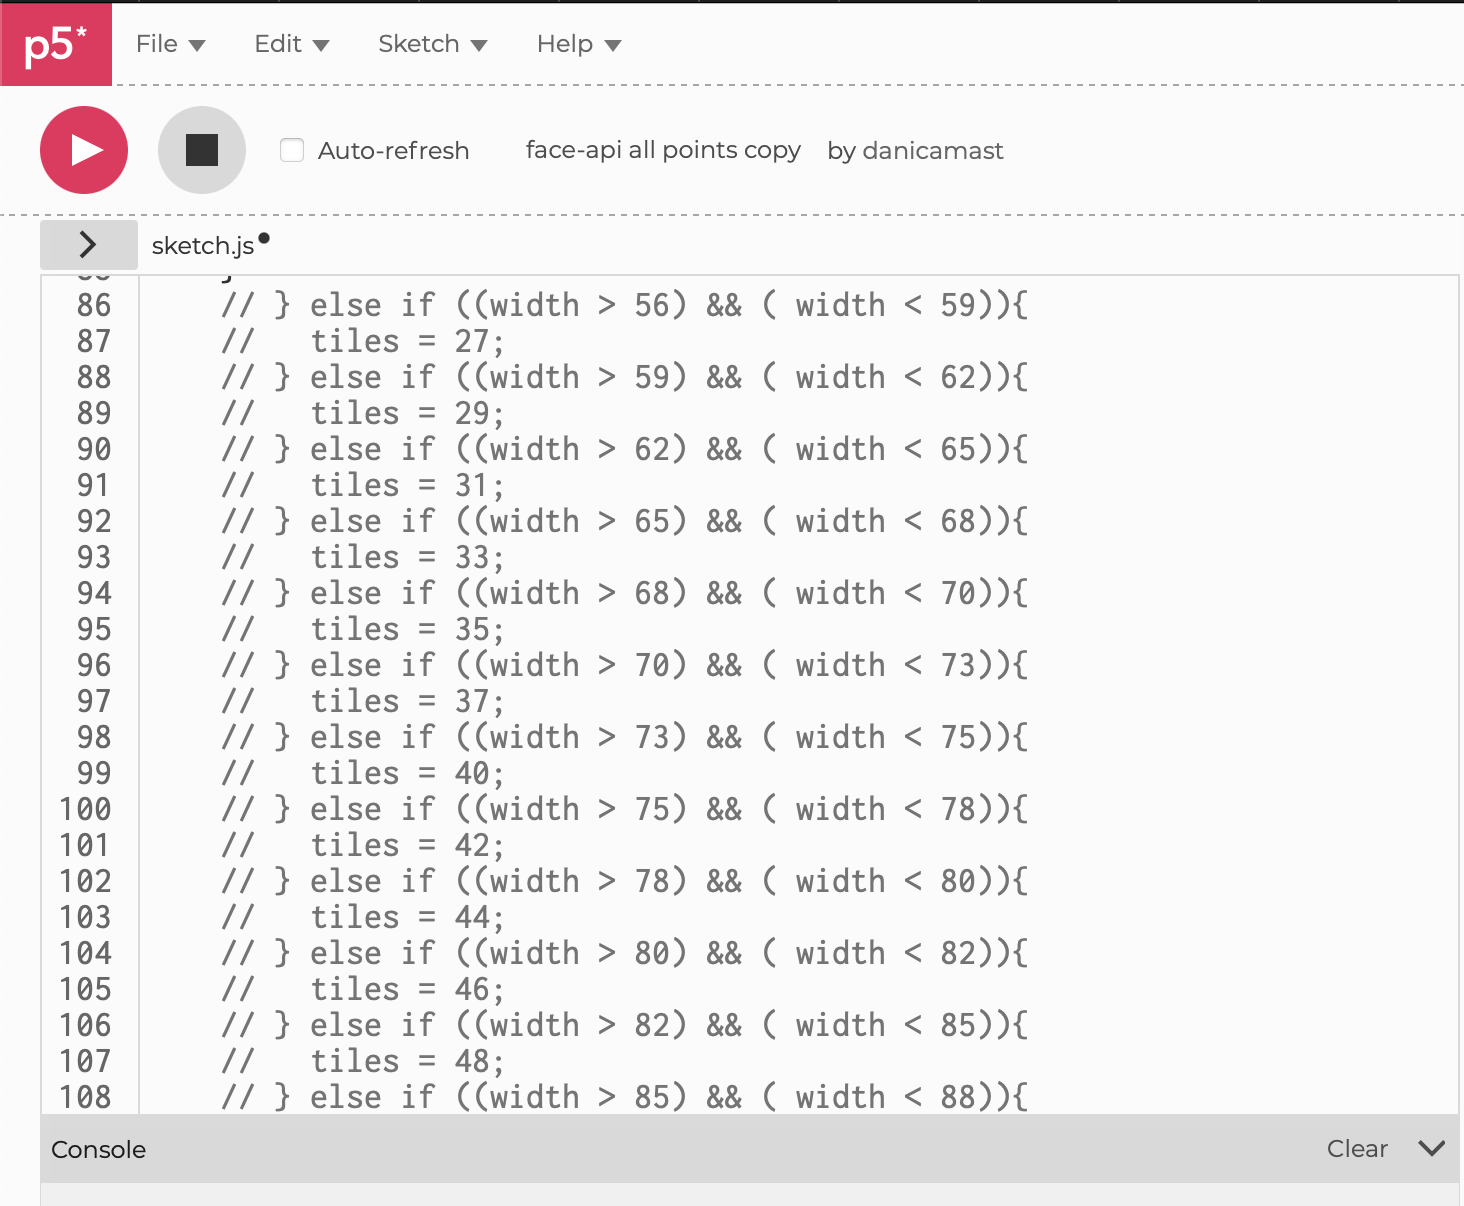 p5*
File Edit Sketch Help
Auto-refresh face-api all points copy by danicamast
sketch.js
86 // } else if ((width > 56) && ( width < 59)){
87 //   tiles = 27;
88 // } else if ((width > 59) && ( width < 62)){
89 //   tiles = 29;
90 // } else if ((width > 62) && ( width < 65)){
91 //   tiles = 31;
92 // } else if ((width > 65) && ( width < 68)){
93 //   tiles = 33;
94 // } else if ((width > 68) && ( width < 70)){
95 //   tiles = 35;
96 // } else if ((width > 70) && ( width < 73)){
97 //   tiles = 37;
98 // } else if ((width > 73) && ( width < 75)){
99 //   tiles = 40;
100 // } else if ((width > 75) && ( width < 78)){
101 //   tiles = 42;
102 // } else if ((width > 78) && ( width < 80)){
103 //   tiles = 44;
104 // } else if ((width > 80) && ( width < 82)){
105 //   tiles = 46;
106 // } else if ((width > 82) && ( width < 85)){
107 //   tiles = 48;
108 // } else if ((width > 85) && ( width < 88)){
Console Clear